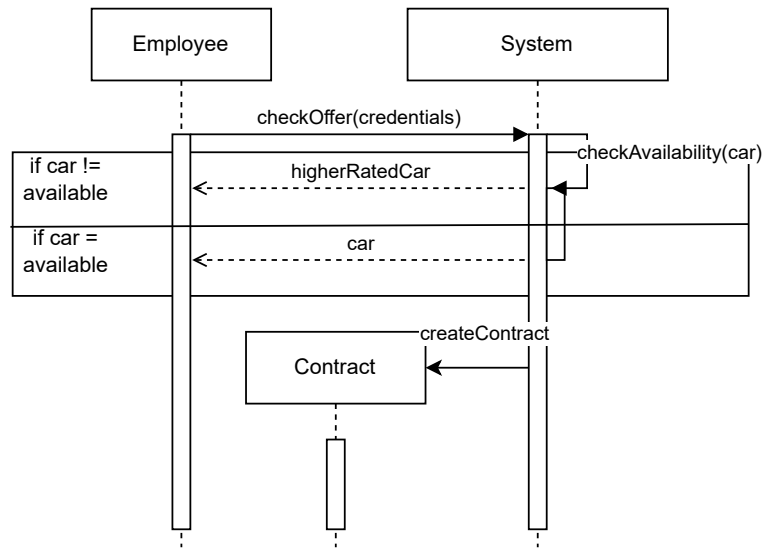 Employee
System
checkOffer(credentials)
checkAvailability(car)
if car !=
available
higherRatedCar
if car =
available
car
createContract
Contract